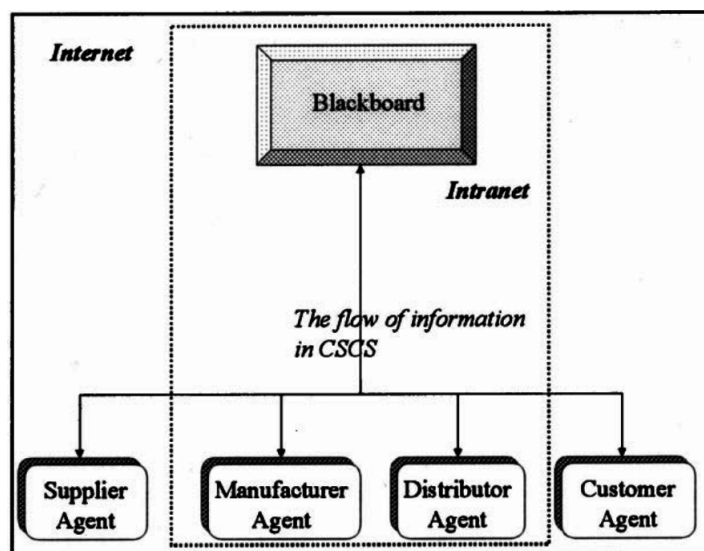 Internet
Blackboard
Intranet
The flow of information
in CSCS
Supplier
Agent
Manufacturer
Agent
Distributor
Agent
Customer
Agent